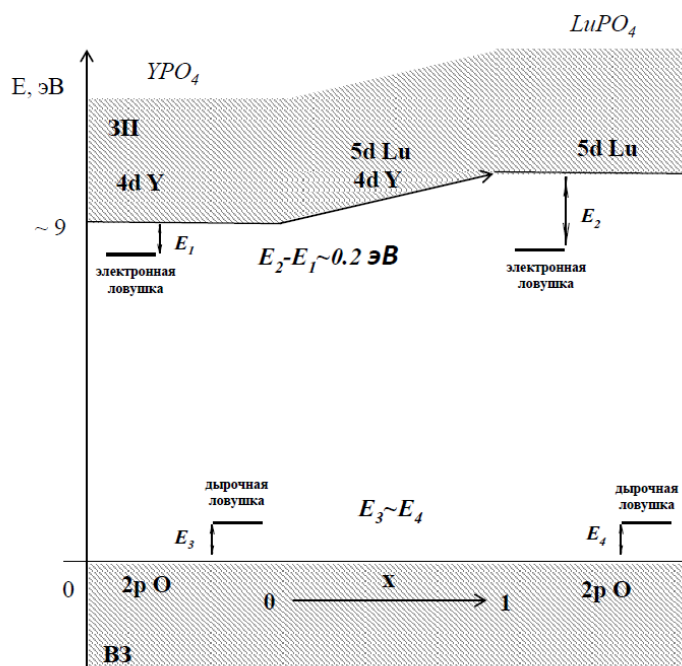 LuPO4
YPO4
E, эВ
ЗП
5d Lu
4d Y
5d Lu
4d Y
~ 9
E1
E2
электронная
ловушка
E2-E1~0.2 эВ
электронная
ловушка
дырочная
ловушка
дырочная
ловушка
E3~E4
E3
E4
0
2p O
0
x
1
2p O
ВЗ